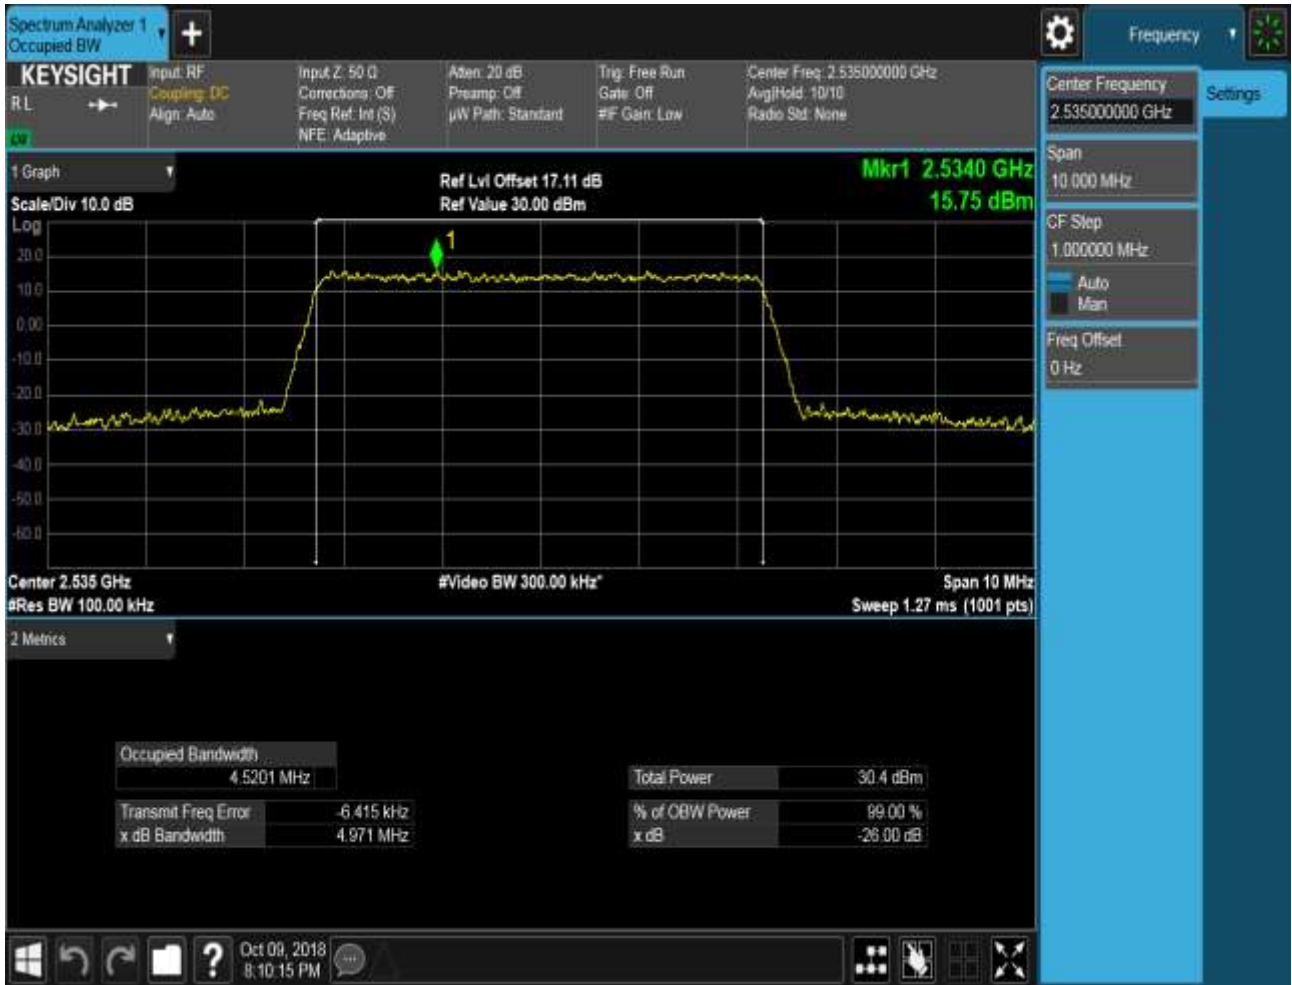 Spectrum Analyzer 1
Occupied BW
Frequency
KEYSIGHT
RL
Input: RF
Coupling: DC
Align: Auto
Input Z: 50 Ω
Corrections: Off
Freq Ref: Int (S)
NFE: Adaptive
Atten: 20 dB
Preamp: Off
µW Path: Standard
Trig: Free Run
Gate: Off
#IF Gain: Low
Center Freq: 2.535000000 GHz
Avg|Hold: 10/10
Radio Std: None
Center Frequency
2.535000000 GHz
Settings
Span
10.000 MHz
CF Step
1.000000 MHz
Auto
Man
Freq Offset
0 Hz
1 Graph
Scale/Div 10.0 dB
Log
Ref Lvl Offset 17.11 dB
Ref Value 30.00 dBm
Mkr1 2.5340 GHz
15.75 dBm
1
20.0
10.0
0.00
-10.0
-20.0
-30.0
-40.0
-50.0
-60.0
Center 2.535 GHz
#Video BW 300.00 kHz*
Span 10 MHz
#Res BW 100.00 kHz
Sweep 1.27 ms (1001 pts)
2 Metrics
Occupied Bandwidth
4.5201 MHz
Total Power 30.4 dBm
Transmit Freq Error -6.415 kHz
% of OBW Power 99.00 %
x dB Bandwidth 4.971 MHz
x dB -26.00 dB
?
Oct 09, 2018
8:10:15 PM